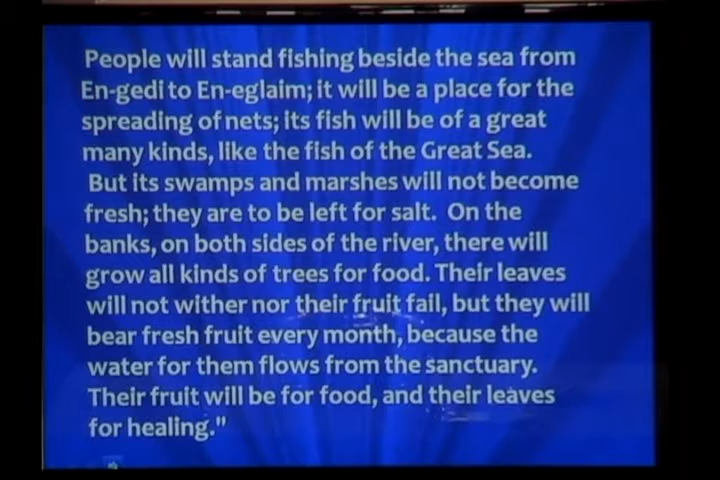 People will stand fishing beside the sea from
En-gedi to En-eglaim; it will be a place for the
spreading of nets; its fish will be of a great
many kinds, like the fish of the Great Sea.
But its swamps and marshes will not become
fresh; they are to be left for salt. On the
banks, on both sides of the river, there will
grow all kinds of trees for food. Their leaves
will not wither nor their fruit fail, but they will
bear fresh fruit every month, because the
water for them flows from the sanctuary.
Their fruit will be for food, and their leaves
for healing."